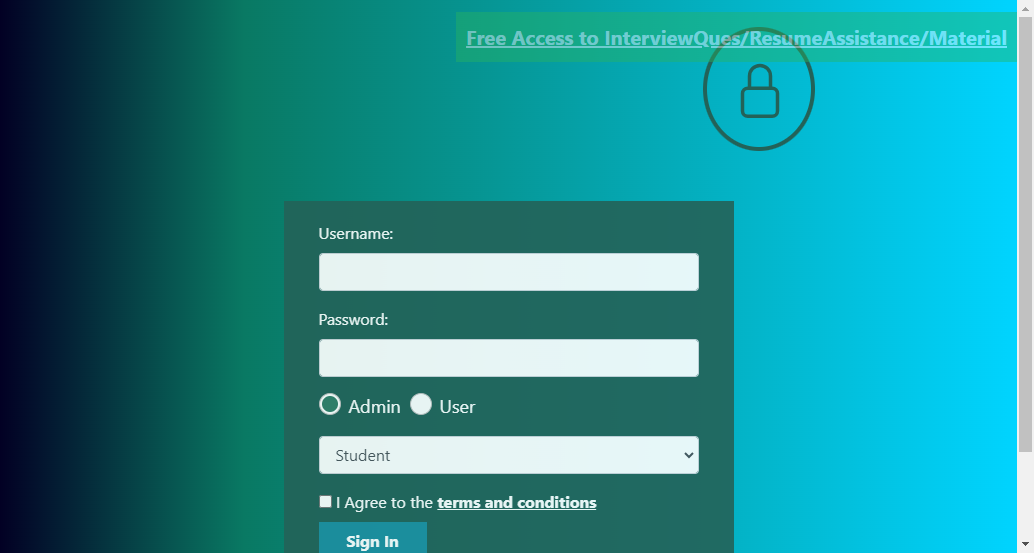 Free Access to InterviewQues/ResumeAssistance/Material
Username:
Password:
Admin User
Student
I Agree to the terms and conditions
Sign In